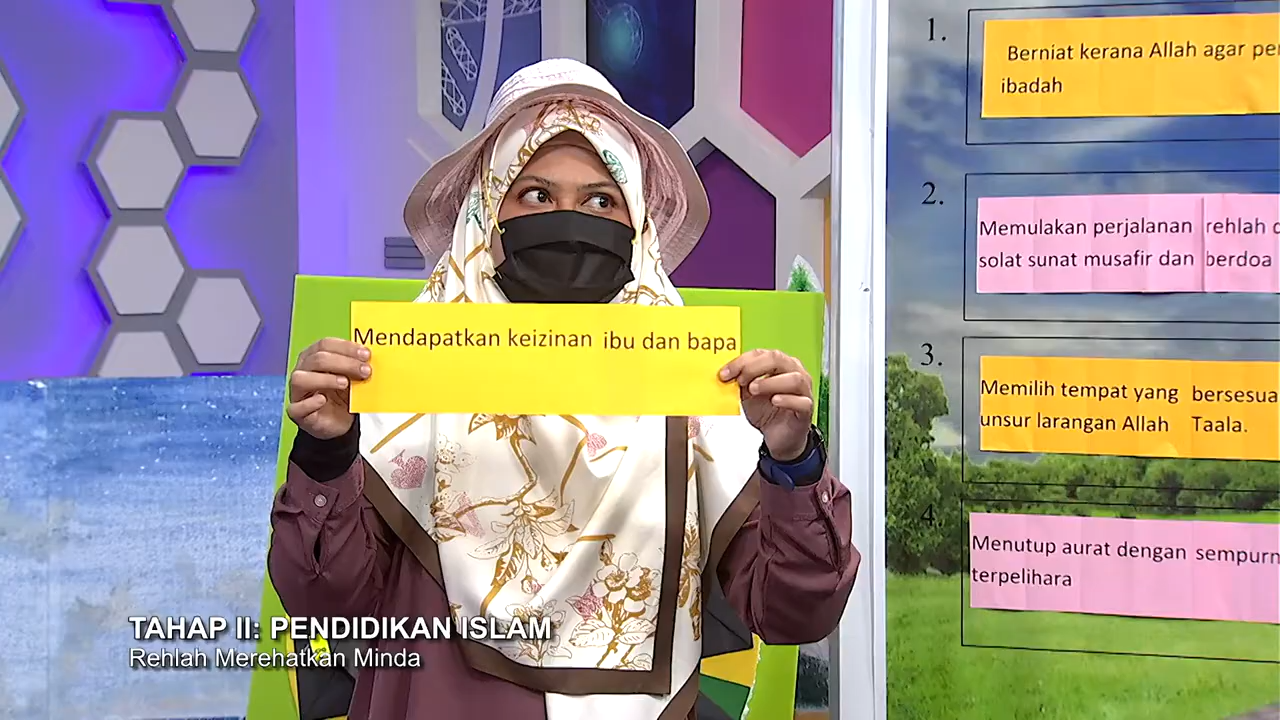 Mendapatkan keizinan ibu dan bapa
1.
Berniat kerana Allah agar
ibadah
2.
Memulakan perjalanan rehlah
solat sunat musafir dan berdoa
3.
Memilih tempat yang
unsur larangan Allah Taala.
4.
Menutup aurat dengan
terpelihara
TAHAP II: PENDIDIKAN ISLAM
Rehlah Merehatkan Minda